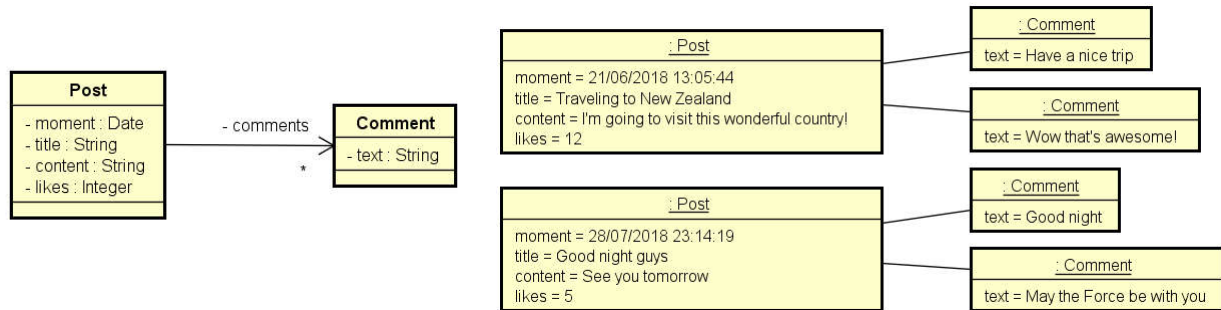 Post
- moment : Date
- title : String
- content : String
- likes : Integer
- comments
*
Comment
- text : String
: Post
moment = 21/06/2018 13:05:44
title = Traveling to New Zealand
content = I'm going to visit this wonderful country!
likes = 12
: Comment
text = Have a nice trip
: Comment
text = Wow that's awesome!
: Post
moment = 28/07/2018 23:14:19
title = Good night guys
content = See you tomorrow
likes = 5
: Comment
text = Good night
: Comment
text = May the Force be with you